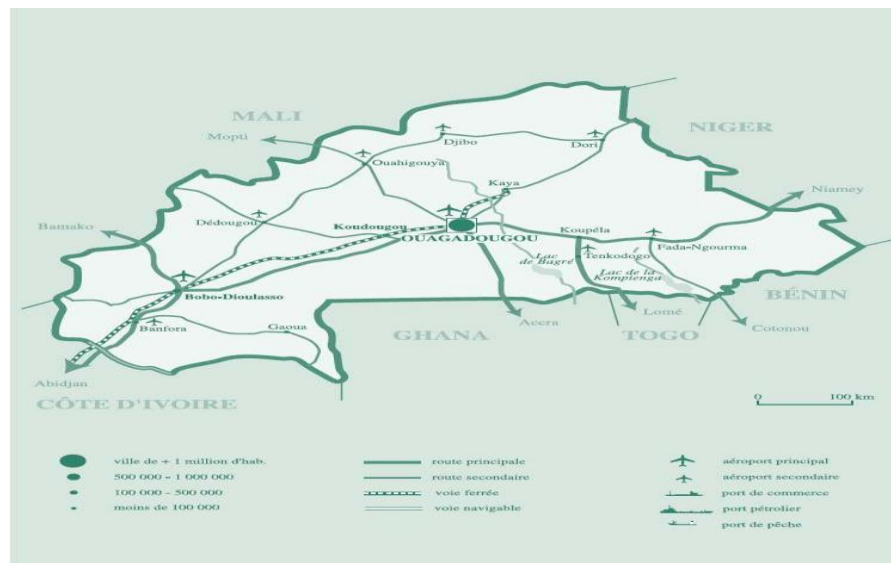 MALI
Mopti
NIGER
Djibo
Dori
Ouahigouya
Kaya
Niamey
Dédougou
Koudougou
Koupéla
Bamako
OUAGADOUGOU
Fada-Ngourma
Lac
de Bagré
Tenkodogo
Lac de la
Kompienga
Bobo-Dioulasso
BÉNIN
Banfora
Gaoua
GHANA
Accra
Lomé
TOGO
Cotonou
Abidjan
CÔTE D'IVOIRE
0 100 km
ville de + 1 million d'hab.
500 000 - 1 000 000
100 000 - 500 000
moins de 100 000
route principale
route secondaire
voie ferrée
voie navigable
aéroport principal
aéroport secondaire
port de commerce
port pétrolier
port de pêche